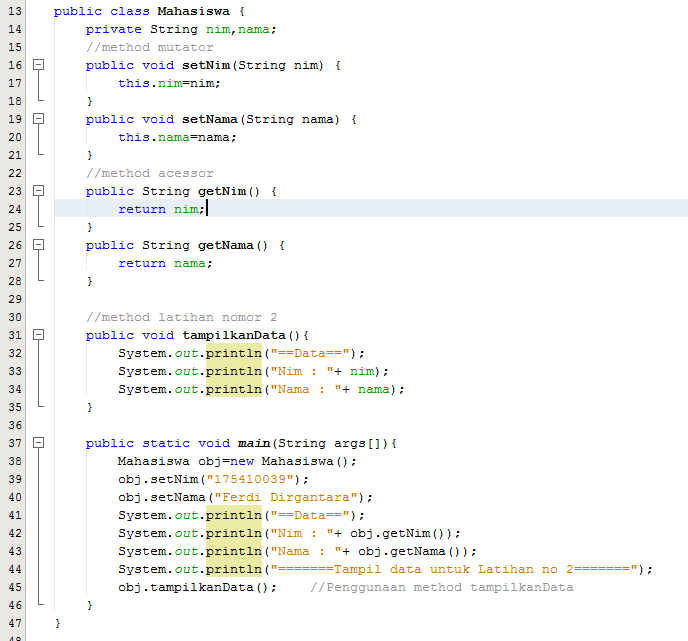 13 public class Mahasiswa {
14     private String nim,nama;
15     //method mutator
16     public void setNim(String nim) {
17         this.nim=nim;
18     }
19     public void setNama(String nama) {
20         this.nama=nama;
21     }
22     //method acessor
23     public String getNim() {
24         return nim;
25     }
26     public String getNama() {
27         return nama;
28     }
29
30     //method latihan nomor 2
31     public void tampilkanData(){
32         System.out.println("==Data==");
33         System.out.println("Nim : "+ nim);
34         System.out.println("Nama : "+ nama);
35     }
36
37     public static void main(String args[]){
38         Mahasiswa obj=new Mahasiswa();
39         obj.setNim("175410039");
40         obj.setNama("Ferdi Dirgantara");
41         System.out.println("==Data==");
42         System.out.println("Nim : "+ obj.getNim());
43         System.out.println("Nama : "+ obj.getNama());
44         System.out.println("=======Tampil data untuk Latihan no 2=======");
45         obj.tampilkanData();    //Penggunaan method tampilkanData
46     }
47 }